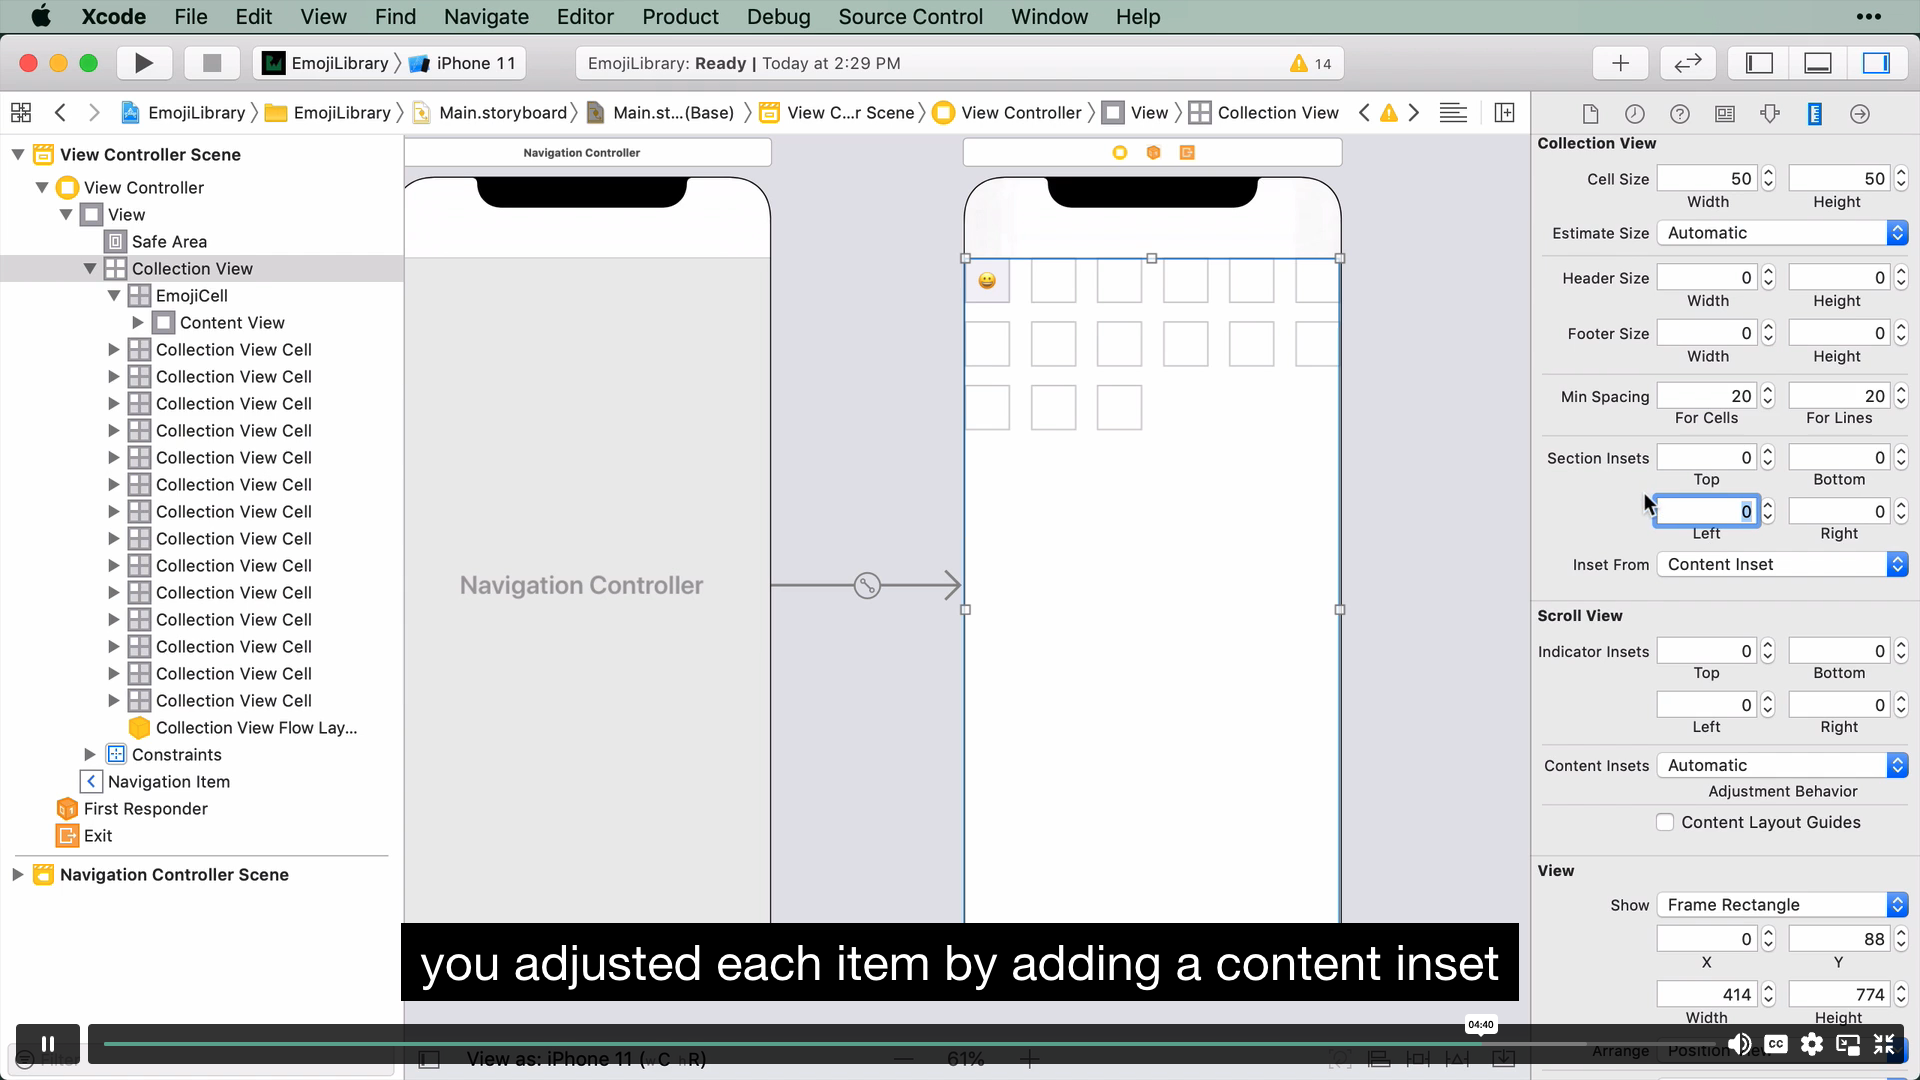 Xcode File Edit View Find Navigate Editor Product Debug Source Control Window Help
EmojiLibrary iPhone 11
EmojiLibrary: Ready | Today at 2:29 PM
14
EmojiLibrary EmojiLibrary Main.storyboard Main.st...(Base) View C...r Scene View Controller View Collection View
View Controller Scene
View Controller
View
Safe Area
Collection View
EmojiCell
Content View
Collection View Cell
Collection View Cell
Collection View Cell
Collection View Cell
Collection View Cell
Collection View Cell
Collection View Cell
Collection View Cell
Collection View Cell
Collection View Cell
Collection View Cell
Collection View Cell
Collection View Cell
Collection View Cell
Collection View Flow Lay...
Constraints
Navigation Item
First Responder
Exit
Navigation Controller Scene
Filter
Navigation Controller
Navigation Controller
Collection View
Cell Size 50 50
Width Height
Estimate Size Automatic
Header Size 0 0
Width Height
Footer Size 0 0
Width Height
Min Spacing 20 20
For Cells For Lines
Section Insets 0 0
Top Bottom
0 0
Left Right
Inset From Content Inset
Scroll View
Indicator Insets 0 0
Top Bottom
0 0
Left Right
Content Insets Automatic
Adjustment Behavior
Content Layout Guides
View
Show Frame Rectangle
0 88
X Y
414 774
Width Height
Arrange
you adjusted each item by adding a content inset
04:40
CC
View as: iPhone 11 (wC hR)
61%